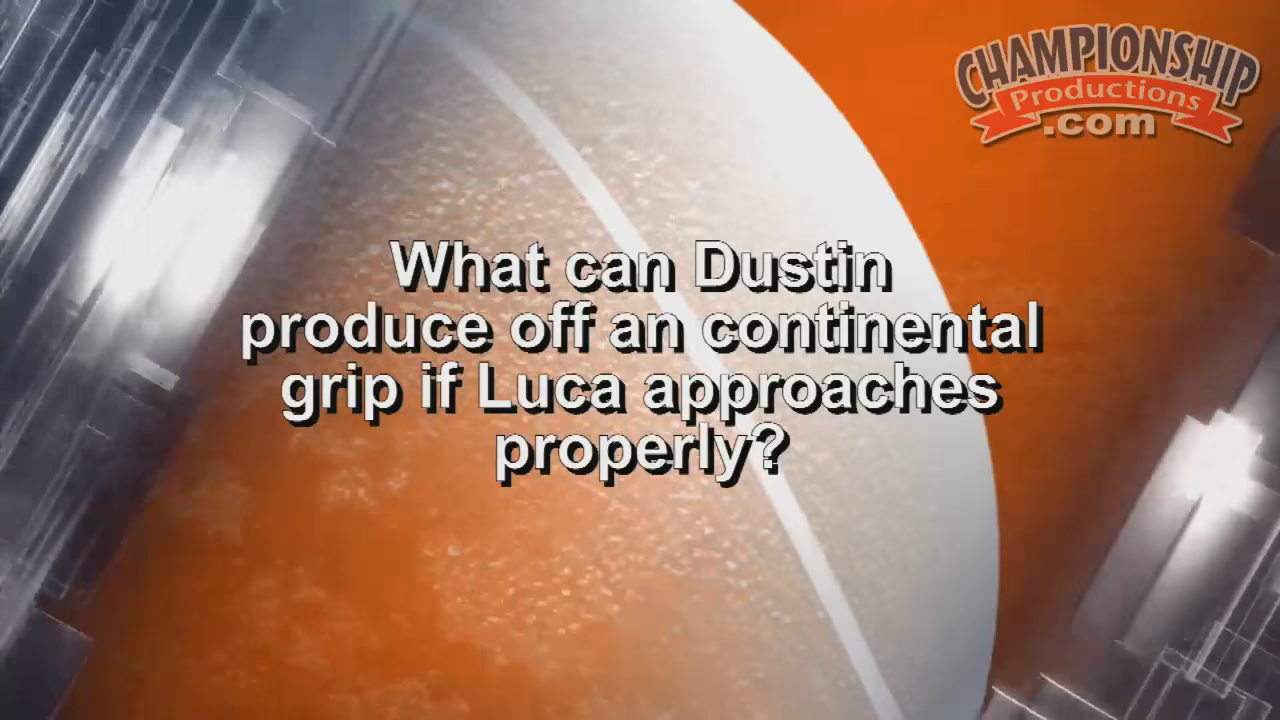 CHAMPIONSHIP
Productions
.com
What can Dustin
produce off an continental
grip if Luca approaches
properly?